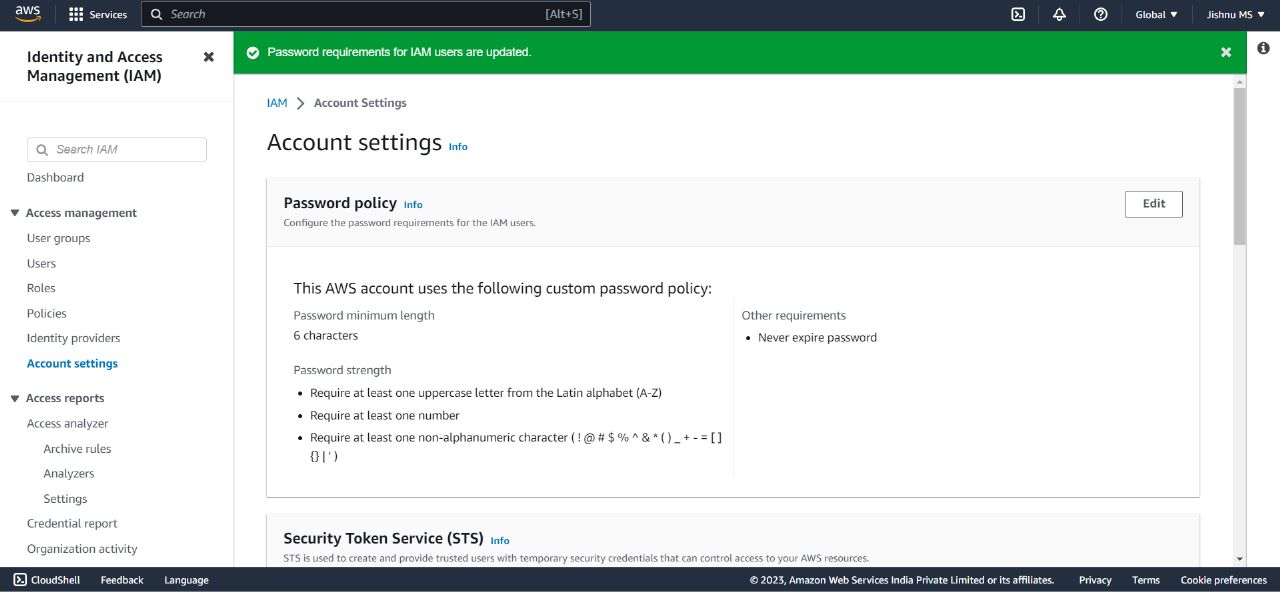 aws
Services
Search [Alt+S]
Global ▼
Jishnu MS ▼
Identity and Access
Management (IAM)
Search IAM
Dashboard
Access management
User groups
Users
Roles
Policies
Identity providers
Account settings
Access reports
Access analyzer
Archive rules
Analyzers
Settings
Credential report
Organization activity
Password requirements for IAM users are updated.
IAM > Account Settings
Account settings Info
Password policy Info
Edit
Configure the password requirements for the IAM users.
This AWS account uses the following custom password policy:
Password minimum length
6 characters
Password strength
• Require at least one uppercase letter from the Latin alphabet (A-Z)
• Require at least one number
• Require at least one non-alphanumeric character ( ! @ # $ % ^ & * ( ) _ + - = [ ]
{} | ' )
Other requirements
• Never expire password
Security Token Service (STS) Info
STS is used to create and provide trusted users with temporary security credentials that can control access to your AWS resources.
CloudShell Feedback Language
© 2023, Amazon Web Services India Private Limited or its affiliates. Privacy Terms Cookie preferences